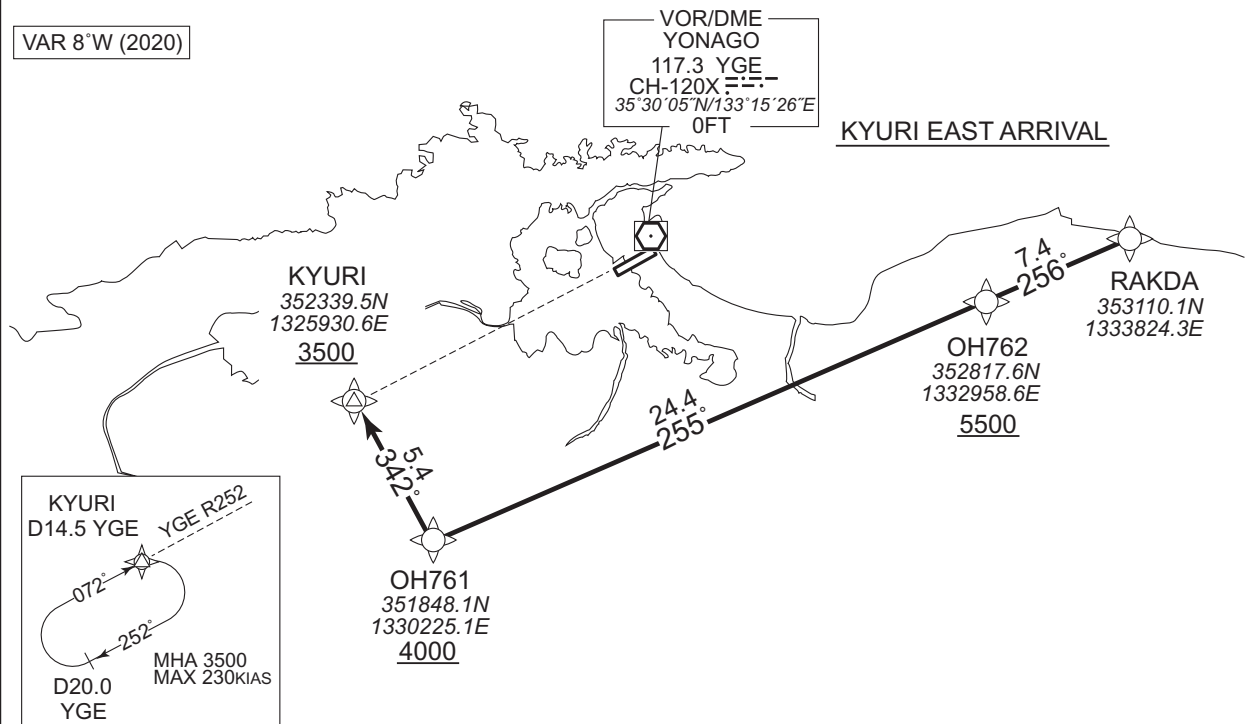 VAR 8°W (2020)
VOR/DME
YONAGO
117.3 YGE
CH-120X
35°30´05˝N/133°15´26˝E
0FT
KYURI EAST ARRIVAL
KYURI
352339.5N
1325930.6E
3500
7.4
256°
RAKDA
353110.1N
1333824.3E
OH762
352817.6N
1332958.6E
5500
24.4
255°
5.4
342°
OH761
351848.1N
1330225.1E
4000
KYURI
D14.5 YGE
YGE R252
072°
252°
MHA 3500
MAX 230KIAS
D20.0
YGE